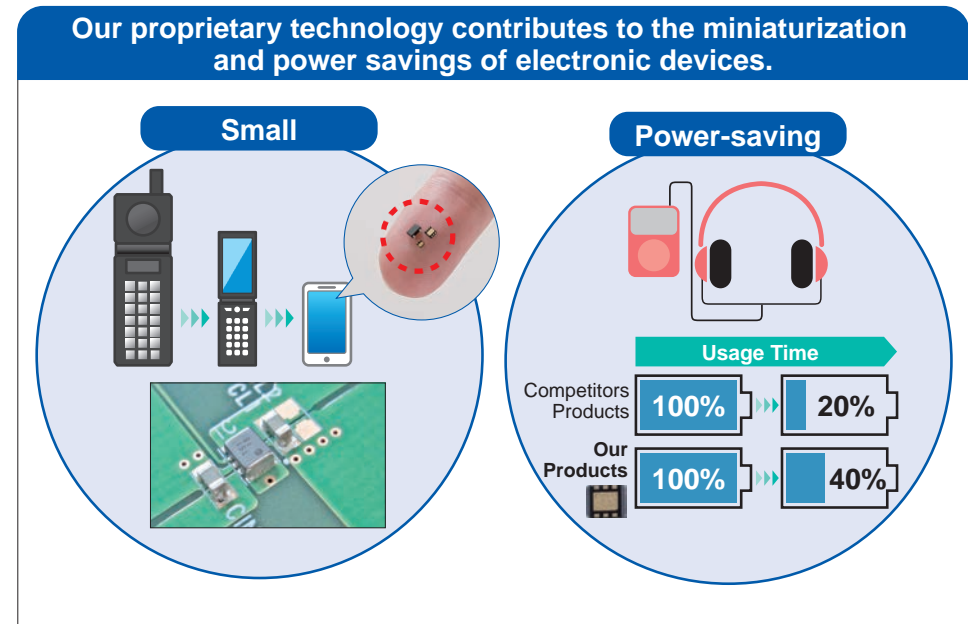 Our proprietary technology contributes to the miniaturization
and power savings of electronic devices.
Small
Power-saving
CL
Usage Time
Competitors
Products
100%
20%
Our
Products
100%
40%